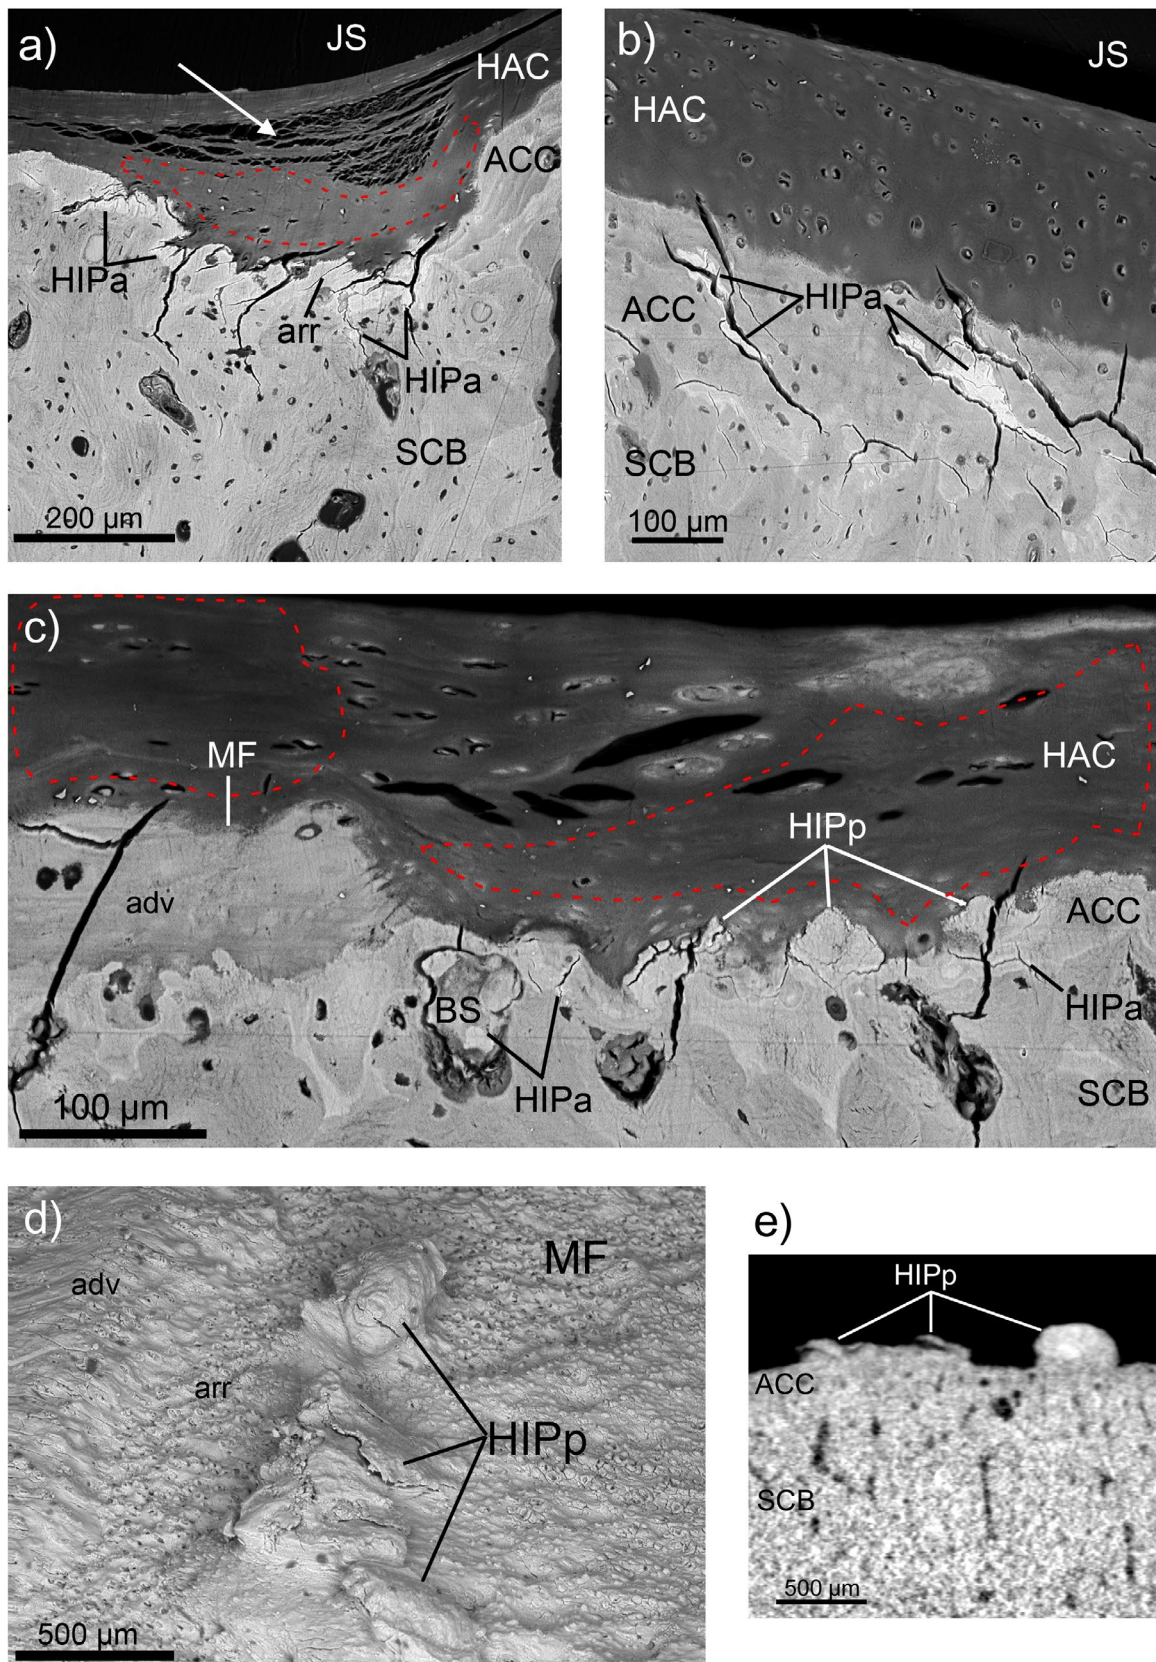 a)
JS
HAC
ACC
HIPa
arr
HIPa
SCB
200 µm
b)
JS
HAC
HIPa
ACC
SCB
100 µm
c)
MF
HAC
HIPp
adv
ACC
BS
HIPa
HIPa
SCB
100 µm
d)
MF
adv
arr
HIPp
500 µm
e)
HIPp
ACC
SCB
500 µm